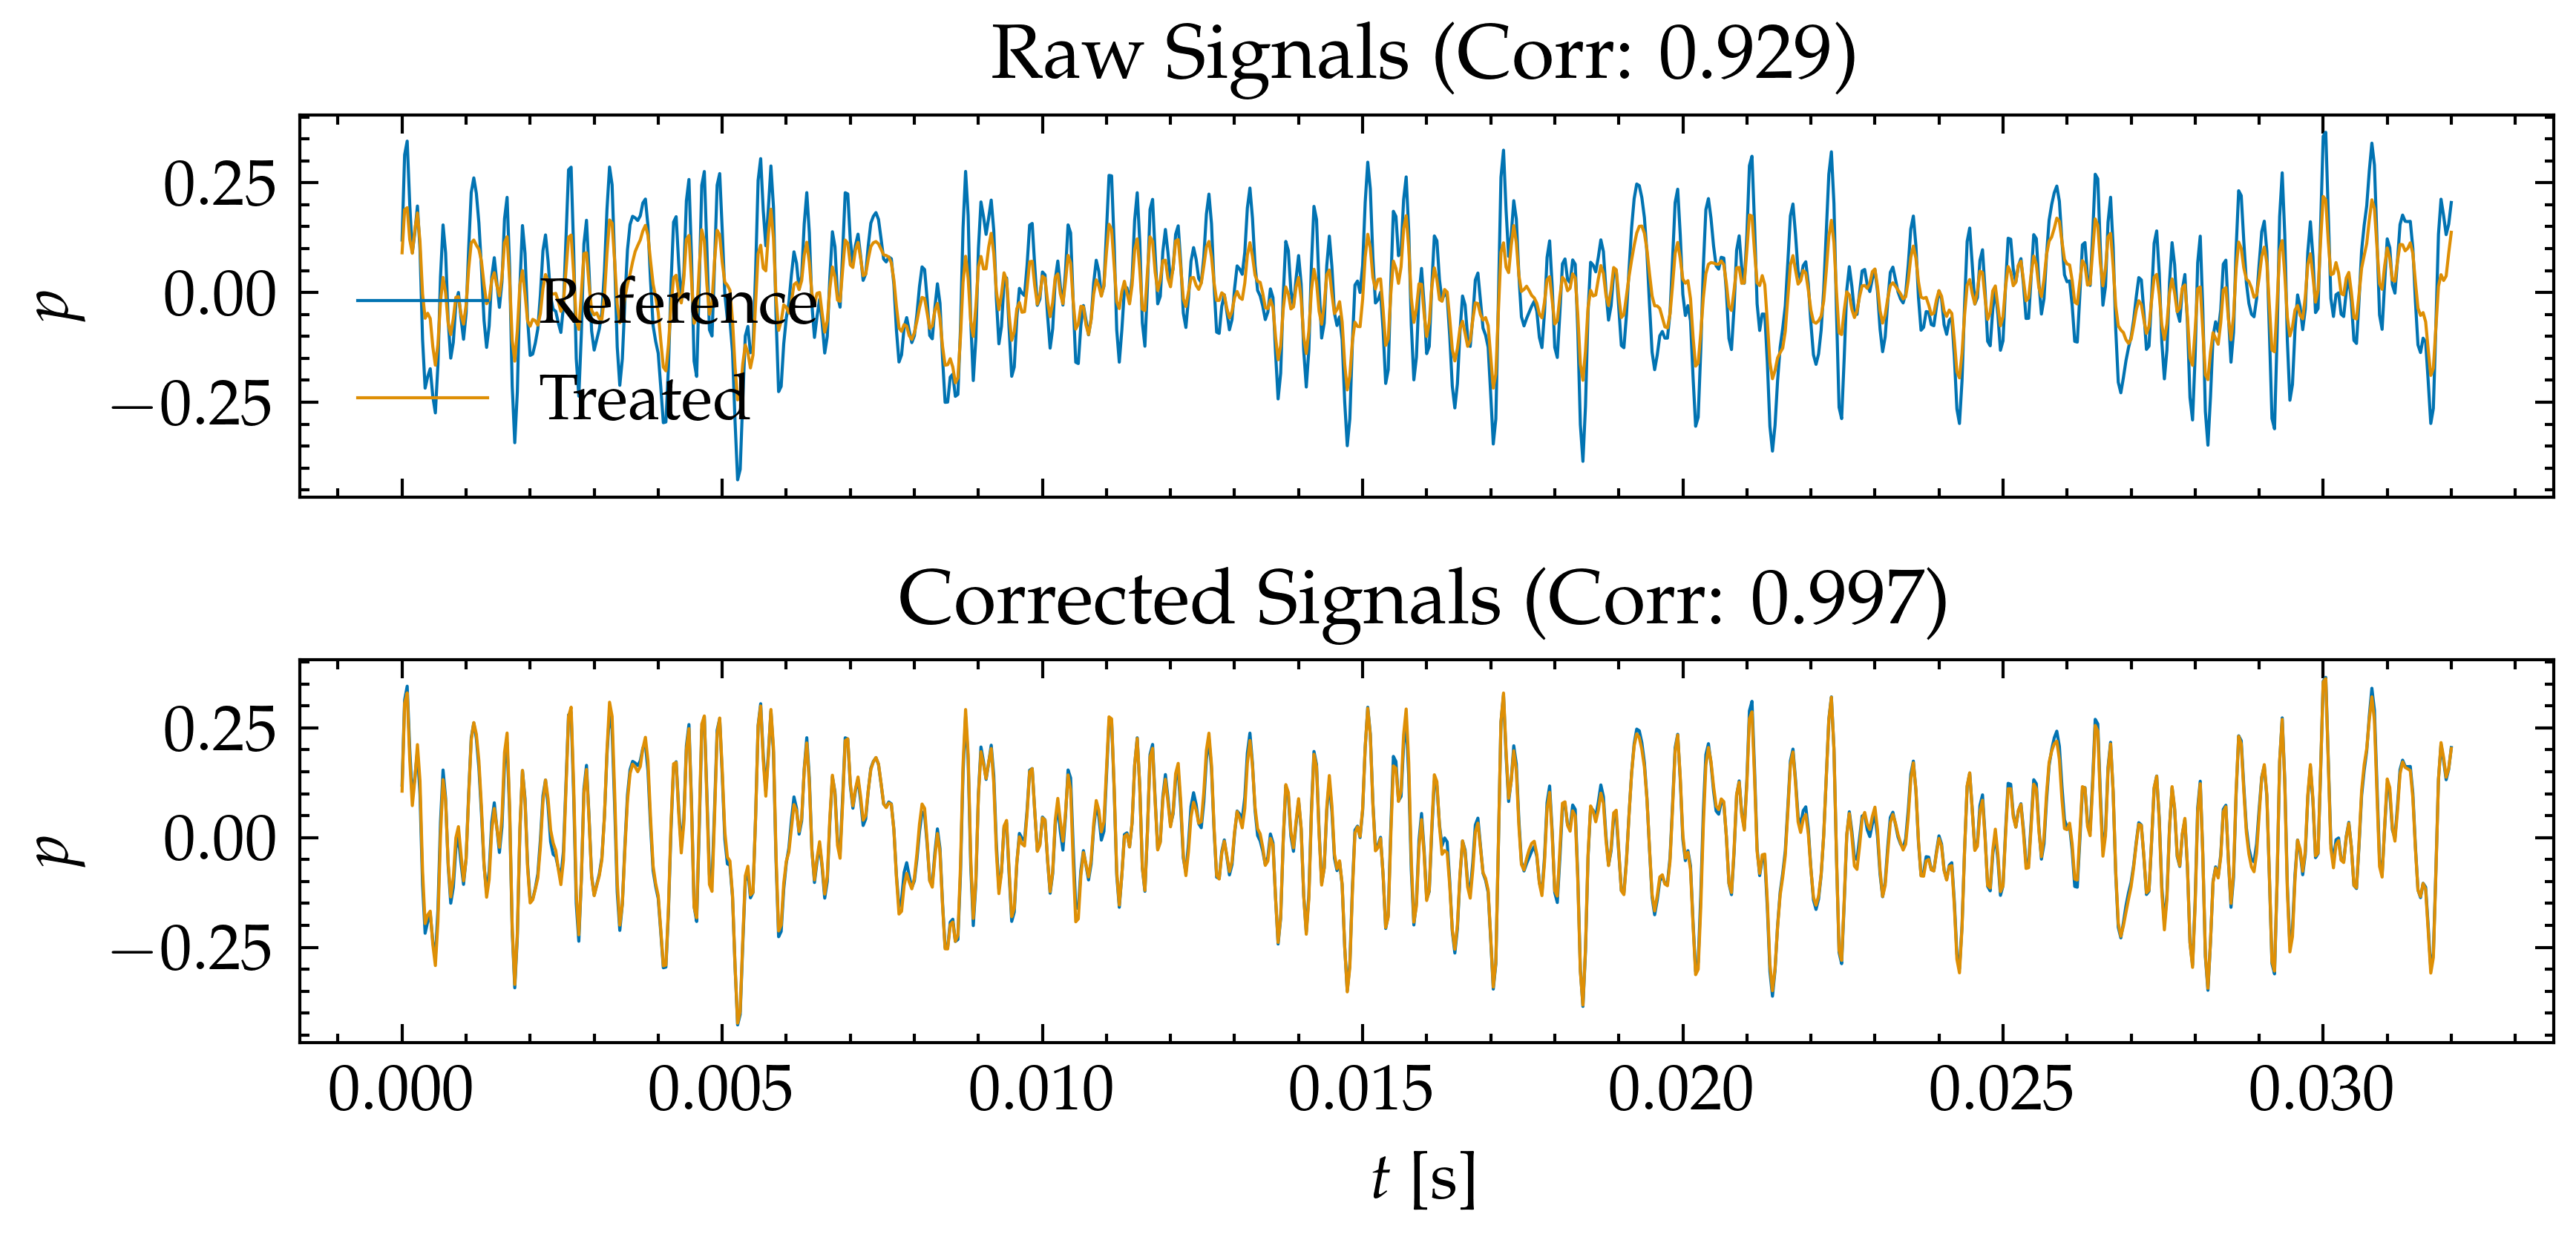 Raw Signals (Corr: 0.929)
0.25
0.00
−0.25
p
Reference
Treated
Corrected Signals (Corr: 0.997)
0.25
0.00
−0.25
p
0.000 0.005 0.010 0.015 0.020 0.025 0.030
t [s]